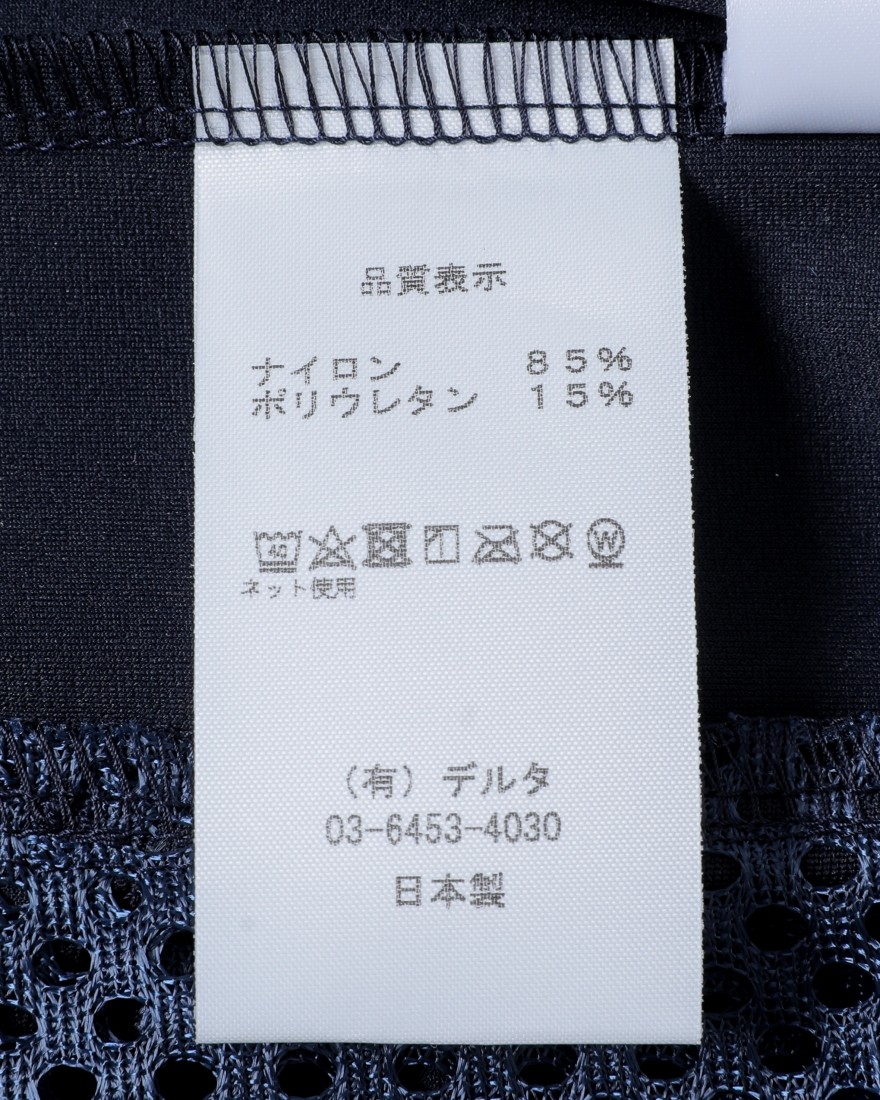 品質表示
ナイロン 85%
ポリウレタン 15%
40 W
ネット使用
(有) デルタ
03-6453-4030
日本製